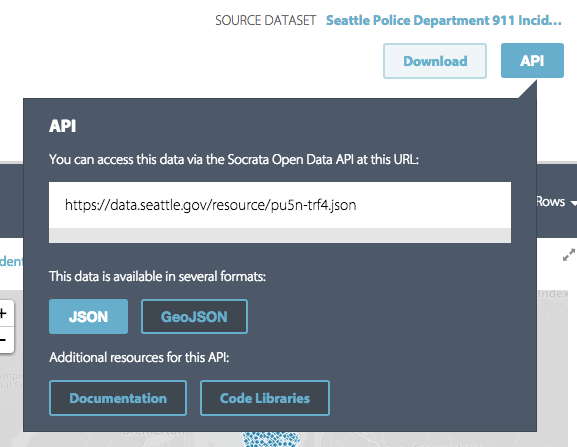 SOURCE DATASET Seattle Police Department 911 Incid...
Download API
API
You can access this data via the Socrata Open Data API at this URL:
https://data.seattle.gov/resource/pu5n-trf4.json
Rows
dent
This data is available in several formats:
Index
+
JSON GeoJSON
−
Additional resources for this API:
Documentation Code Libraries